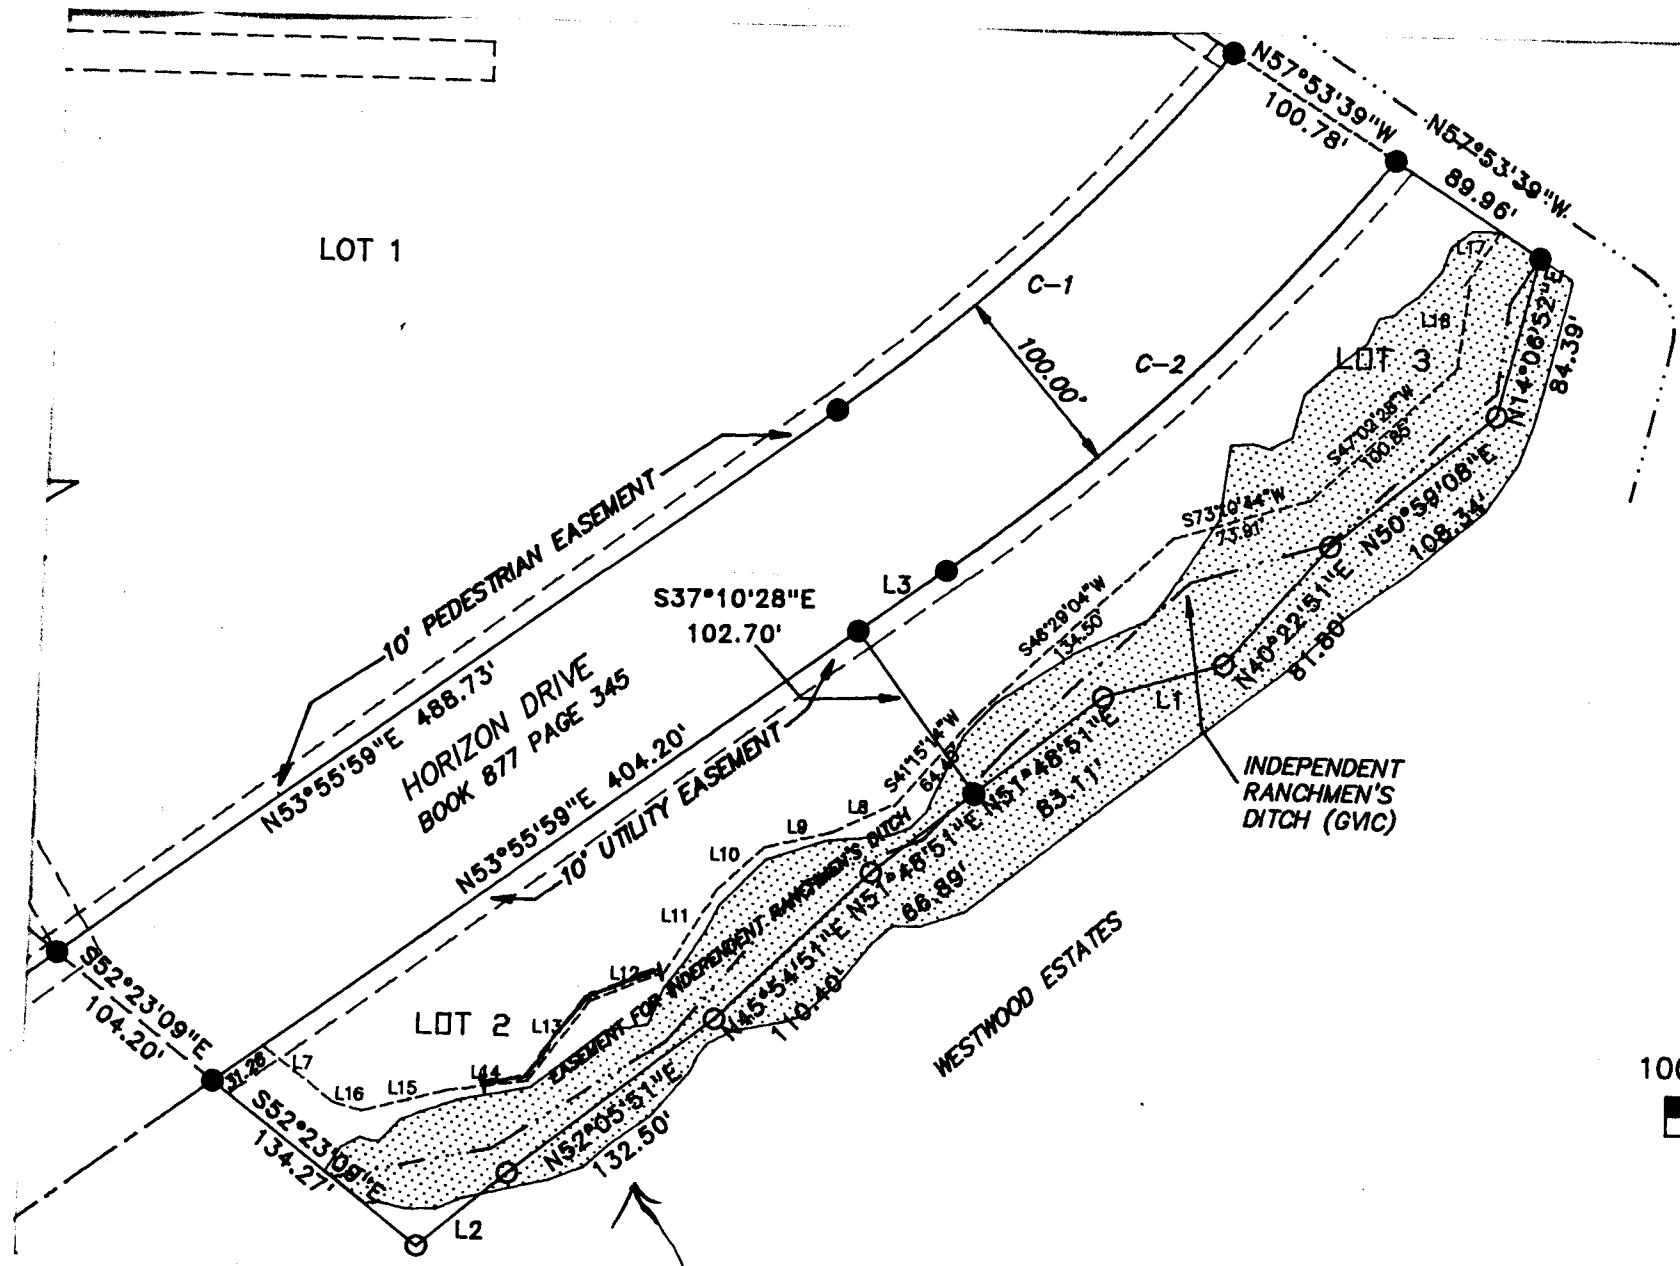 N57°53'39"W
100.78'
N57°53'39"W
89.96'
LOT 1
C-1
L17
N14°06'52"E
84.39'
100.00'
C-2
L18
LOT 3
S47°02'28"W
100.85'
10' PEDESTRIAN EASEMENT
N50°59'08"E
108.34'
S73°10'44"W
73.91'
L3
S37°10'28"E
102.70'
S46°29'04"W
134.50'
N40°22'51"E
81.80'
N53°55'59"E 488.73'
HORIZON DRIVE
BOOK 877 PAGE 345
L1
S41°15'14"W
N53°55'59"E 404.20'
10' UTILITY EASEMENT
N51°48'51"E
83.11'
INDEPENDENT
RANCHMEN'S
DITCH (GVIC)
L8
L9
L10
N51°48'51"E
66.89'
EASEMENT FOR INDEPENDENT RANCHMEN'S DITCH
L11
L12
S52°23'09"E
104.20'
LOT 2
L13
N45°54'51"E
110.40'
WESTWOOD ESTATES
31.26
L7
L14
L15
L16
S52°23'09"E
134.27'
N52°05'51"E
132.50'
L2